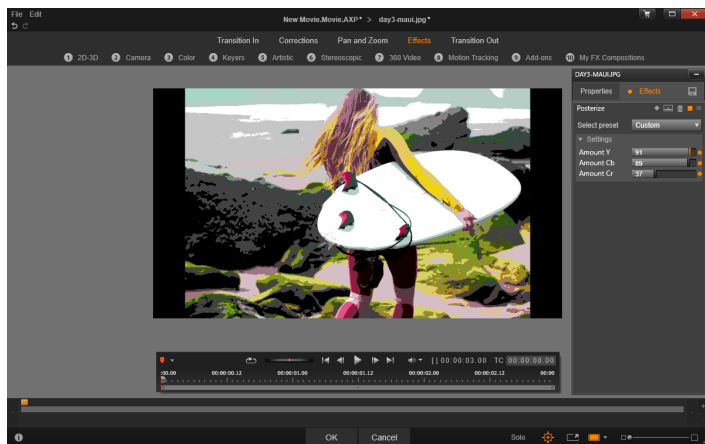 File Edit
New Movie.Movie.AXP* > day3-maui.jpg*
Transition In Corrections Pan and Zoom Effects Transition Out
1 2D-3D 2 Camera 3 Color 4 Keyers 5 Artistic 6 Stereoscopic 7 360 Video 8 Motion Tracking 9 Add-ons 10 My FX Compositions
DAY3-MAUI.JPG
Properties Effects
Posterize
Select preset Custom
Settings
Amount Y 91
Amount Cb 89
Amount Cr 37
[] 00:00:03.00 TC 00:00:00.00
:00.00 00:00:00.12 00:00:01.00 00:00:01.12 00:00:02.00 00:00:02.12 00:00
OK Cancel Solo